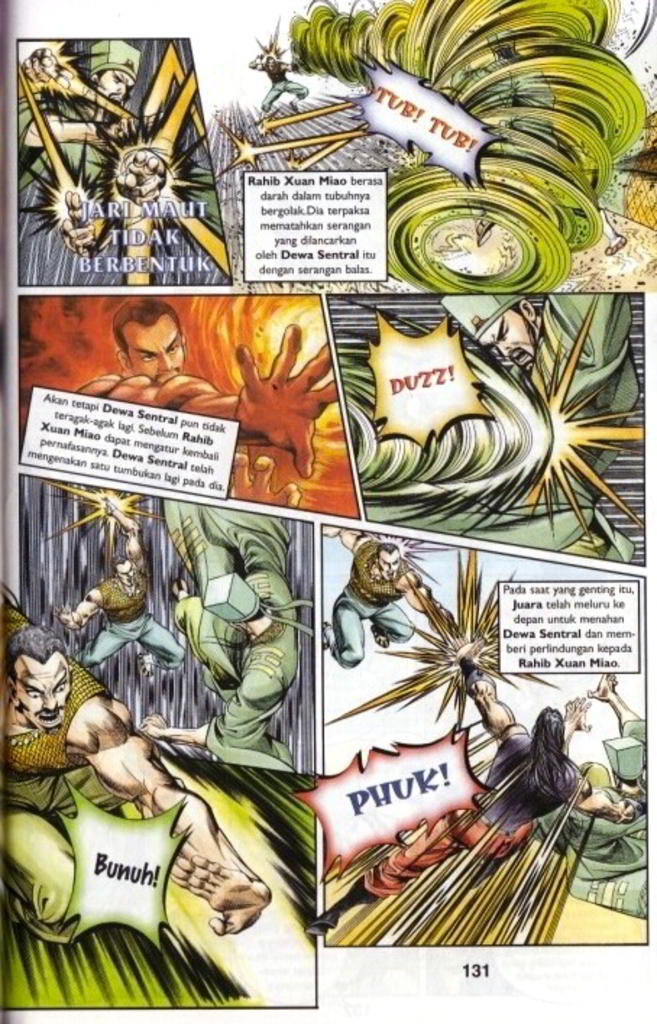 JARI MAUT
TIDAK
BERBENTUK
TUB! TUB!
Rahib Xuan Miao berasa
darah dalam tubuhnya
bergolak.Dia terpaksa
mematahkan serangan
yang dilancarkan
oleh Dewa Sentral itu
dengan serangan balas.
Akan tetapi Dewa Sentral pun tidak
teragak-agak lagi. Sebelum Rahib
Xuan Miao dapat mengatur kembali
pernafasannya, Dewa Sentral telah
mengenakan satu tumbukan lagi pada dia.
DUZZ!
Bunuh!
Pada saat yang genting itu,
Juara telah meluru ke
depan untuk menahan
Dewa Sentral dan mem-
beri perlindungan kepada
Rahib Xuan Miao.
PHUK!
131